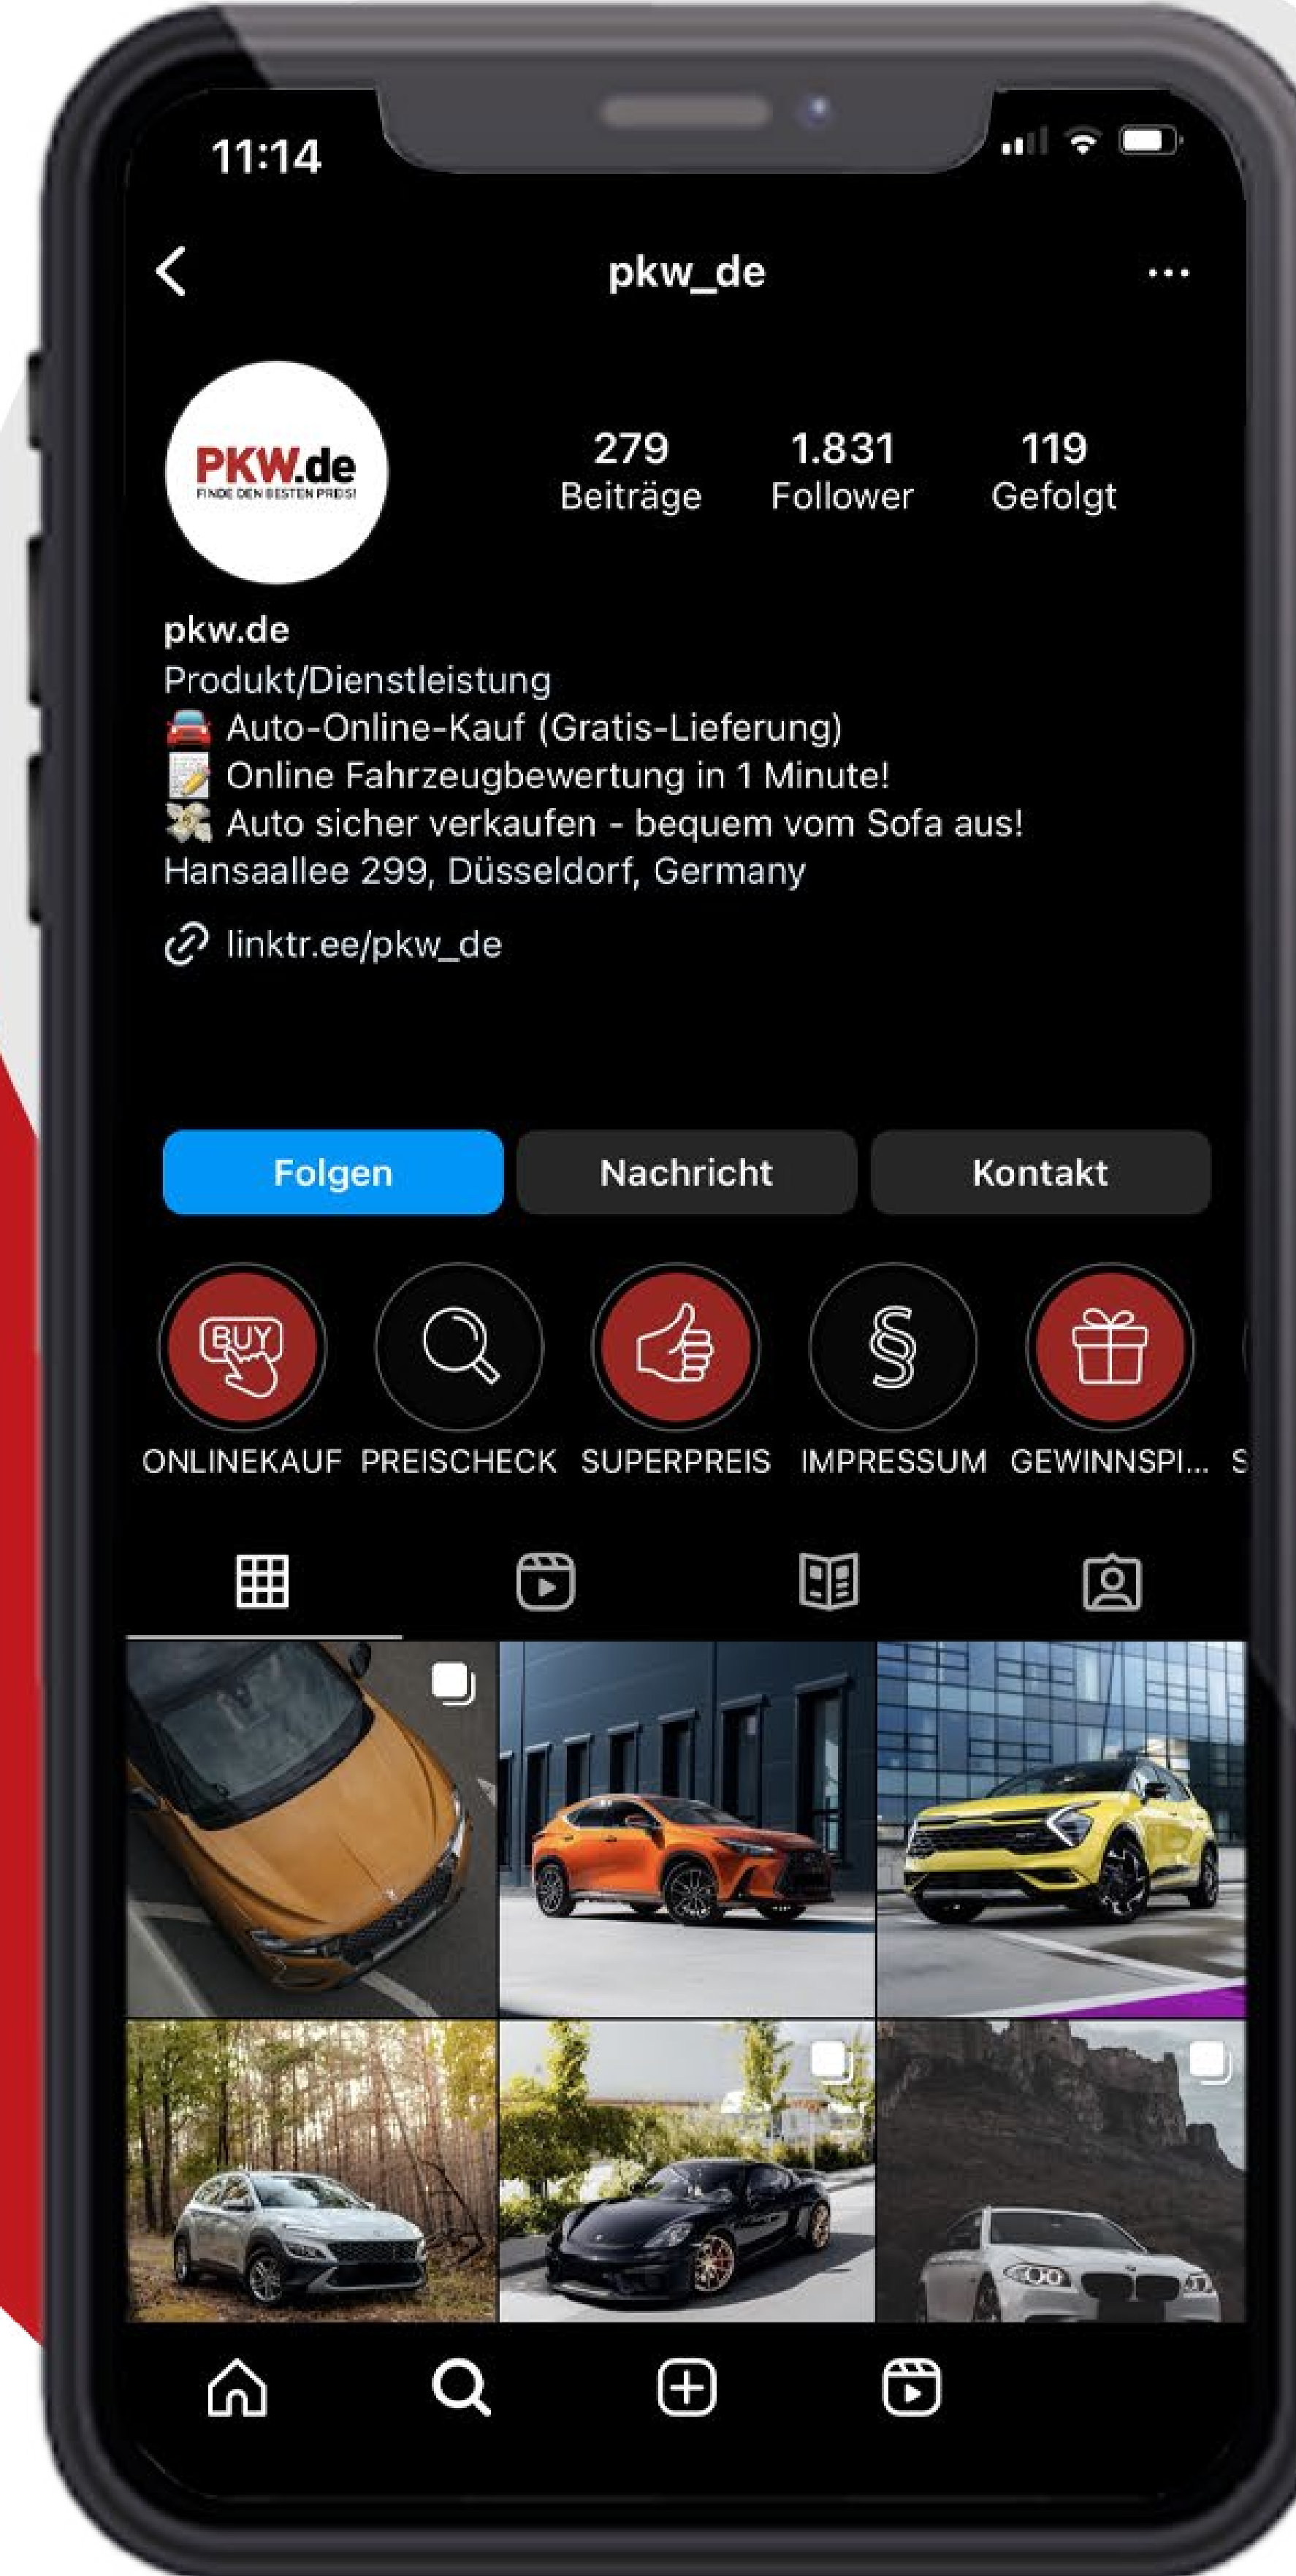 11:14
pkw_de
PKW.de
FINDE DEN BESTEN PREIS!
279 1.831 119
Beiträge Follower Gefolgt
pkw.de
Produkt/Dienstleistung
🚘 Auto-Online-Kauf (Gratis-Lieferung)
📝 Online Fahrzeugbewertung in 1 Minute!
💸 Auto sicher verkaufen - bequem vom Sofa aus!
Hansaallee 299, Düsseldorf, Germany
linktr.ee/pkw_de
Folgen Nachricht Kontakt
BUY §
ONLINEKAUF PREISCHECK SUPERPREIS IMPRESSUM GEWINNSPI... S